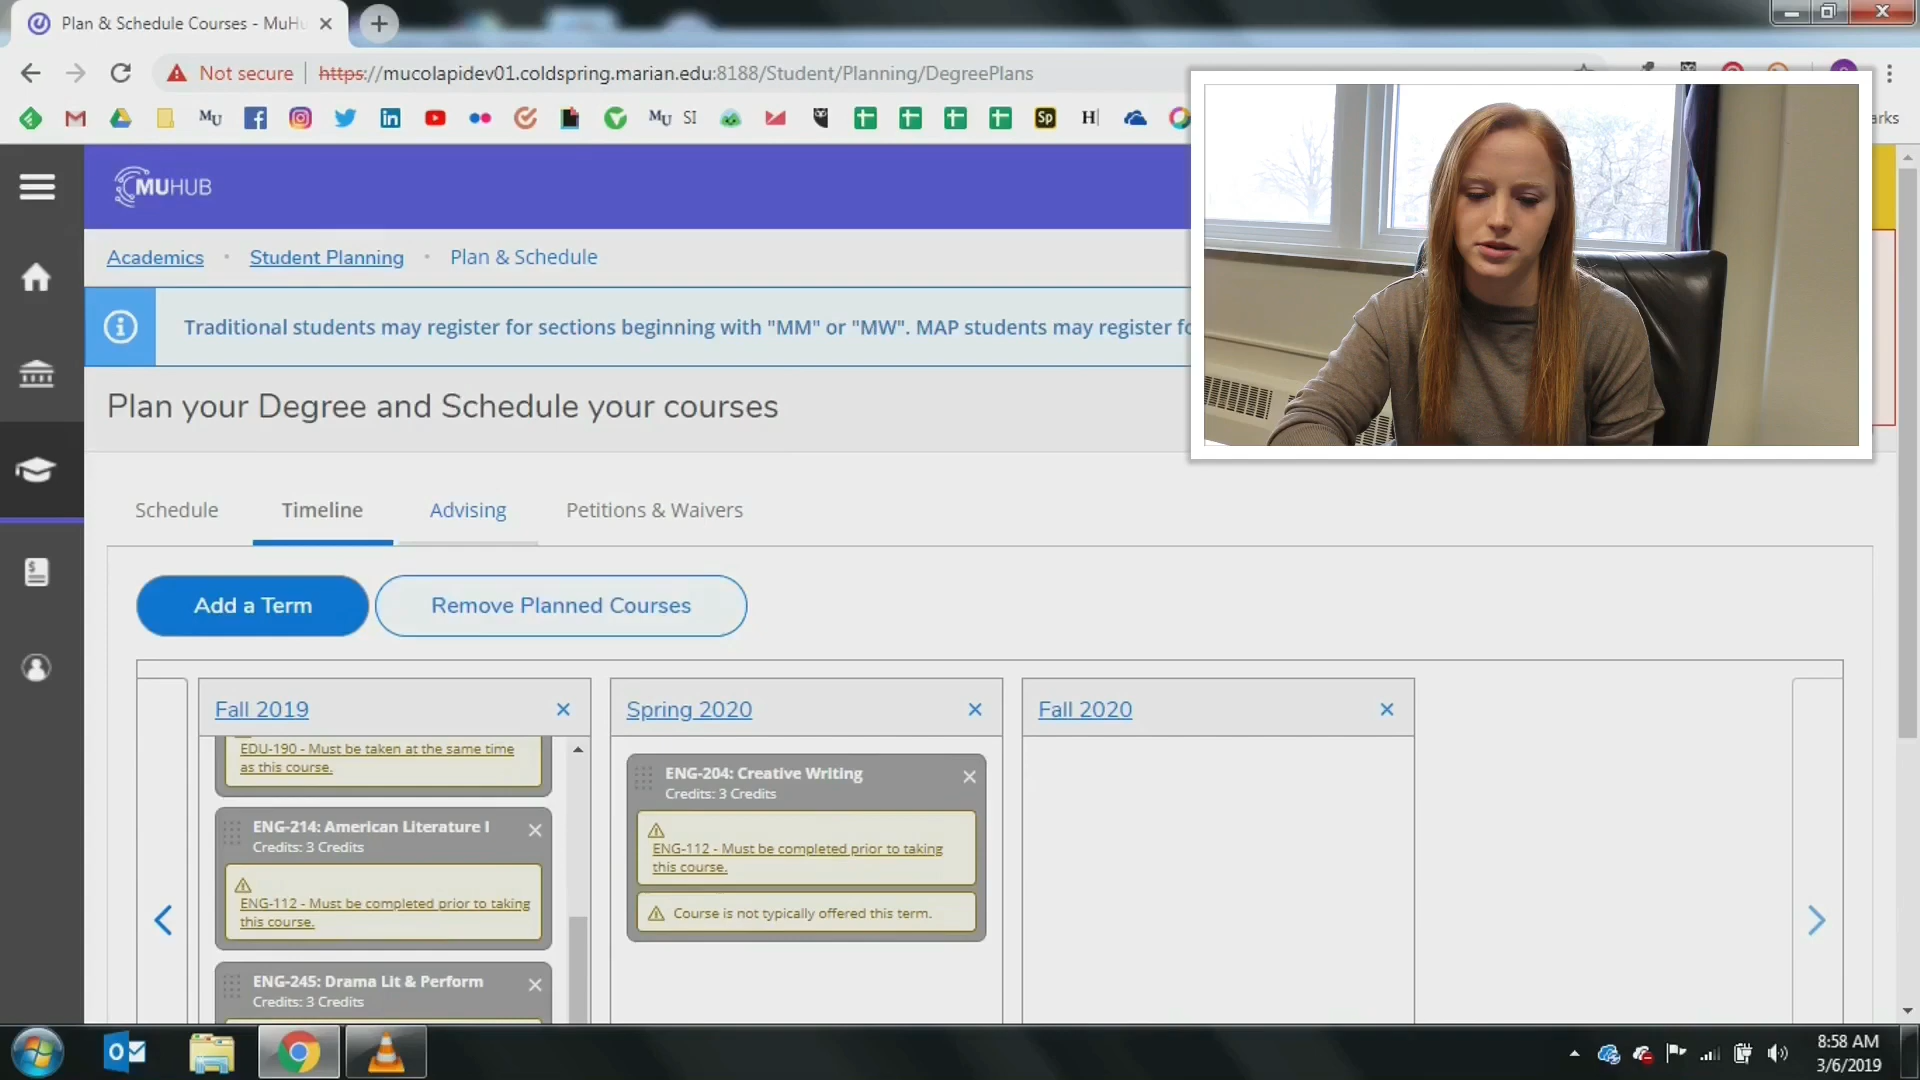 Plan & Schedule Courses - MuHu
Not secure
https://mucolapidev01.coldspring.marian.edu:8188/Student/Planning/DegreePlans
MU
MU SI
Sp
H
arks
MUHUB
Academics
Student Planning
Plan & Schedule
Traditional students may register for sections beginning with "MM" or "MW". MAP students may register fo
Plan your Degree and Schedule your courses
Schedule
Timeline
Advising
Petitions & Waivers
Add a Term
Remove Planned Courses
Fall 2019
EDU-190 - Must be taken at the same time
as this course.
ENG-214: American Literature I
Credits: 3 Credits
ENG-112 - Must be completed prior to taking
this course.
ENG-245: Drama Lit & Perform
Credits: 3 Credits
Spring 2020
ENG-204: Creative Writing
Credits: 3 Credits
ENG-112 - Must be completed prior to taking
this course.
Course is not typically offered this term.
Fall 2020
8:58 AM
3/6/2019